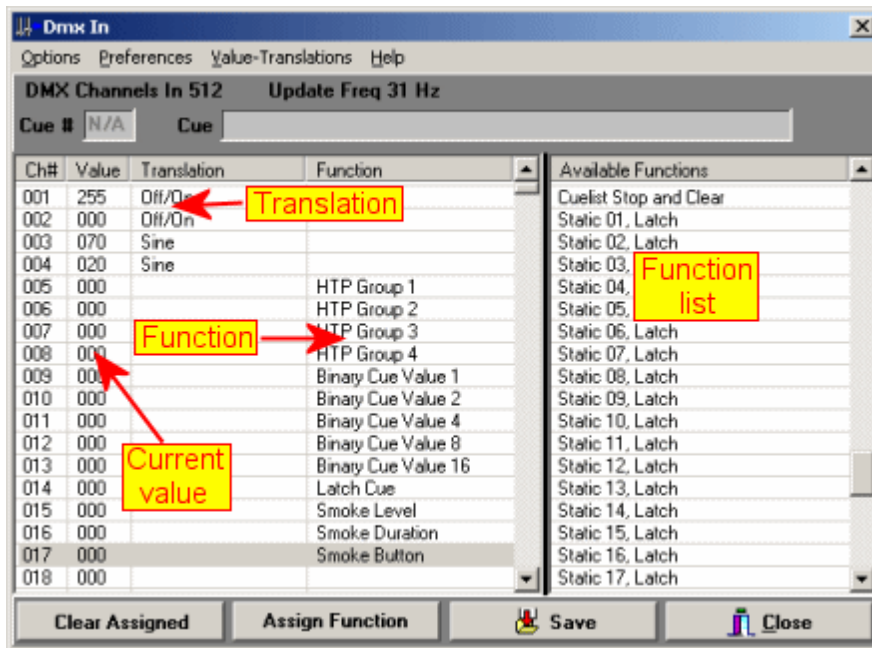 Dmx In
Options Preferences Value-Translations Help
DMX Channels In 512 Update Freq 31 Hz
Cue # N/A Cue
Ch# Value Translation Function
001 255 Off/On
002 000 Off/On
003 070 Sine
004 020 Sine
005 000 HTP Group 1
006 000 HTP Group 2
007 000 HTP Group 3
008 000 HTP Group 4
009 000 Binary Cue Value 1
010 000 Binary Cue Value 2
011 000 Binary Cue Value 4
012 000 Binary Cue Value 8
013 000 Binary Cue Value 16
014 000 Latch Cue
015 000 Smoke Level
016 000 Smoke Duration
017 000 Smoke Button
018 000
Translation
Function
Current
value
Available Functions
Cuelist Stop and Clear
Static 01, Latch
Static 02, Latch
Static 03,
Static 04,
Static 05,
Static 06, Latch
Static 07, Latch
Static 08, Latch
Static 09, Latch
Static 10, Latch
Static 11, Latch
Static 12, Latch
Static 13, Latch
Static 14, Latch
Static 15, Latch
Static 16, Latch
Static 17, Latch
Function
list
Clear Assigned Assign Function Save Close